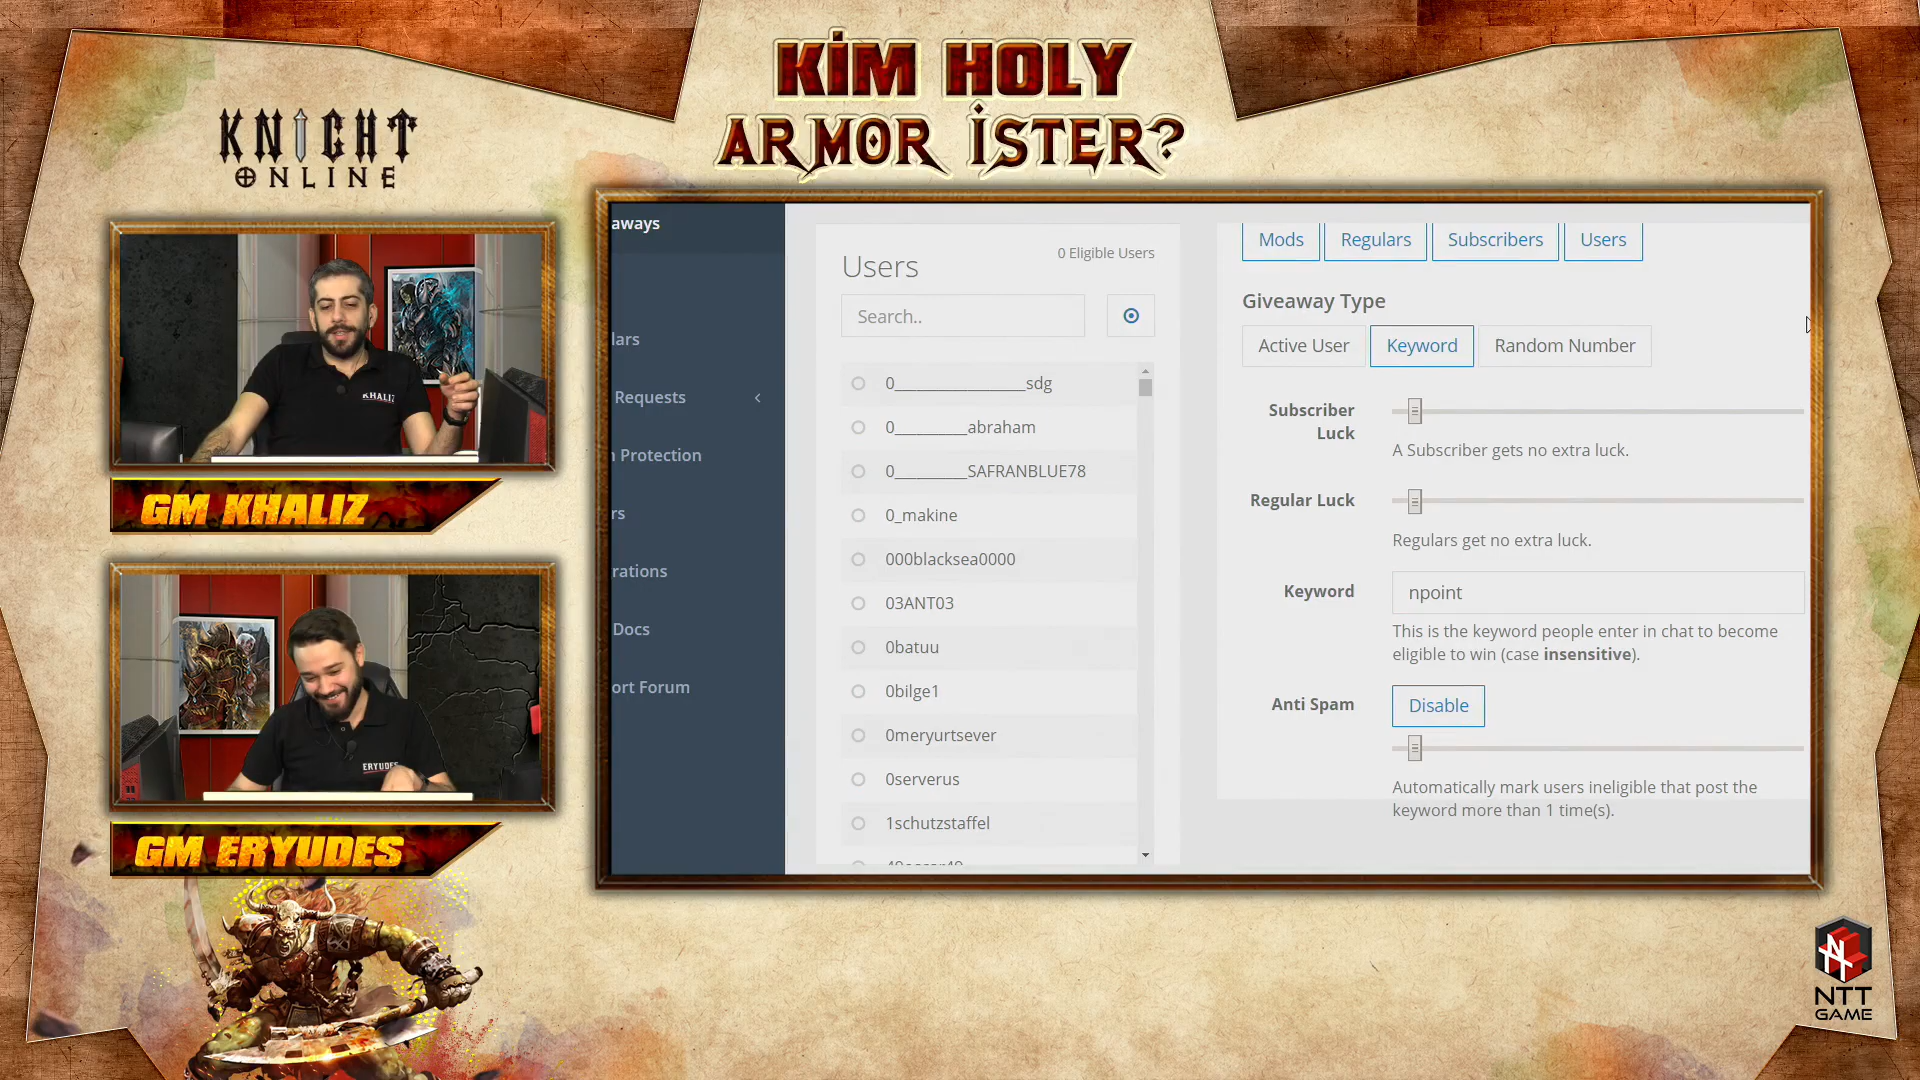 KİM HOLY
ARMOR İSTER?
KNIGHT
ONLINE
KHALIZ
GM KHALIZ
ERYUDES
GM ERYUDES
aways
lars
Requests
Protection
rs
rations
Docs
ort Forum
Users
0 Eligible Users
Search..
0_________________sdg
0_________abraham
0_________SAFRANBLUE78
0_makine
000blacksea0000
03ANT03
0batuu
0bilge1
0meryurtsever
0serverus
1schutzstaffel
Mods Regulars Subscribers Users
Giveaway Type
Active User Keyword Random Number
Subscriber
Luck
A Subscriber gets no extra luck.
Regular Luck
Regulars get no extra luck.
Keyword
npoint
This is the keyword people enter in chat to become
eligible to win (case insensitive).
Anti Spam
Disable
Automatically mark users ineligible that post the
keyword more than 1 time(s).
NTT
GAME